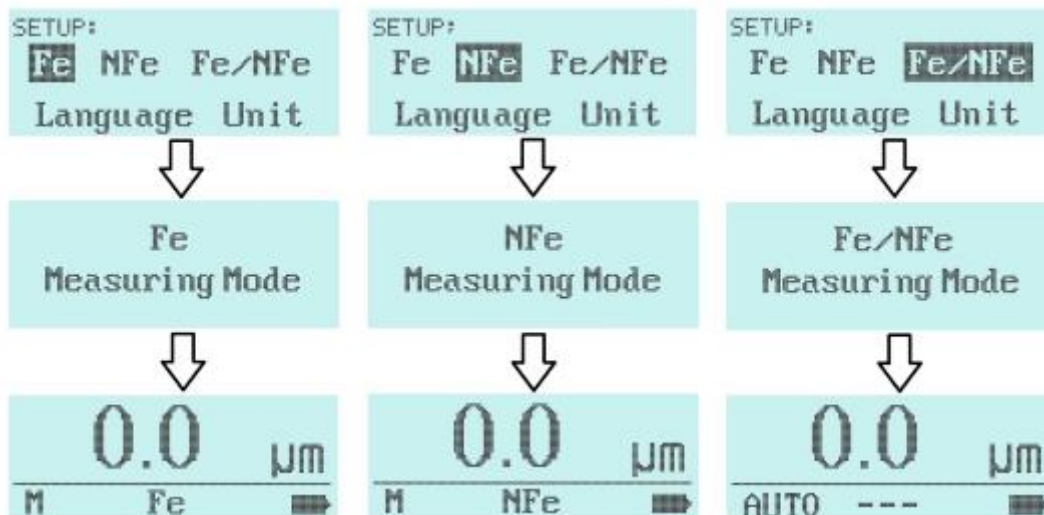 SETUP:
Fe NFe Fe/NFe
Language Unit
Fe
Measuring Mode
0.0 µm
M Fe
SETUP:
Fe NFe Fe/NFe
Language Unit
NFe
Measuring Mode
0.0 µm
M NFe
SETUP:
Fe NFe Fe/NFe
Language Unit
Fe/NFe
Measuring Mode
0.0 µm
AUTO ---